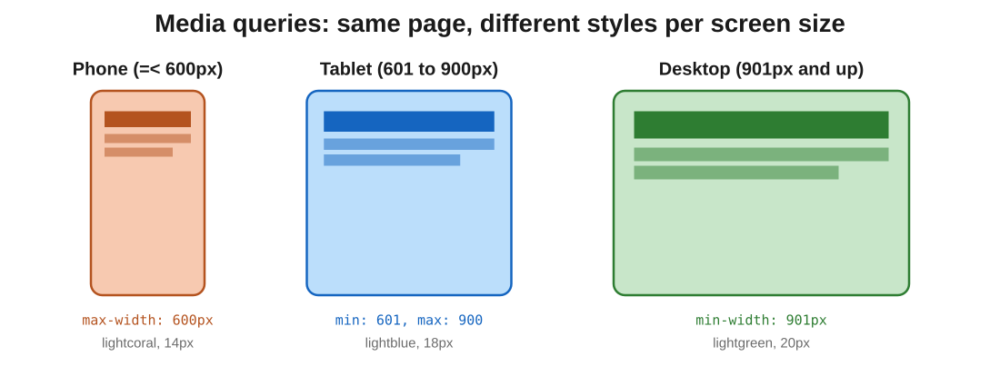 Media queries: same page, different styles per screen size
Phone (=< 600px)
Tablet (601 to 900px)
Desktop (901px and up)
max-width: 600px
min: 601, max: 900
min-width: 901px
lightcoral, 14px
lightblue, 18px
lightgreen, 20px